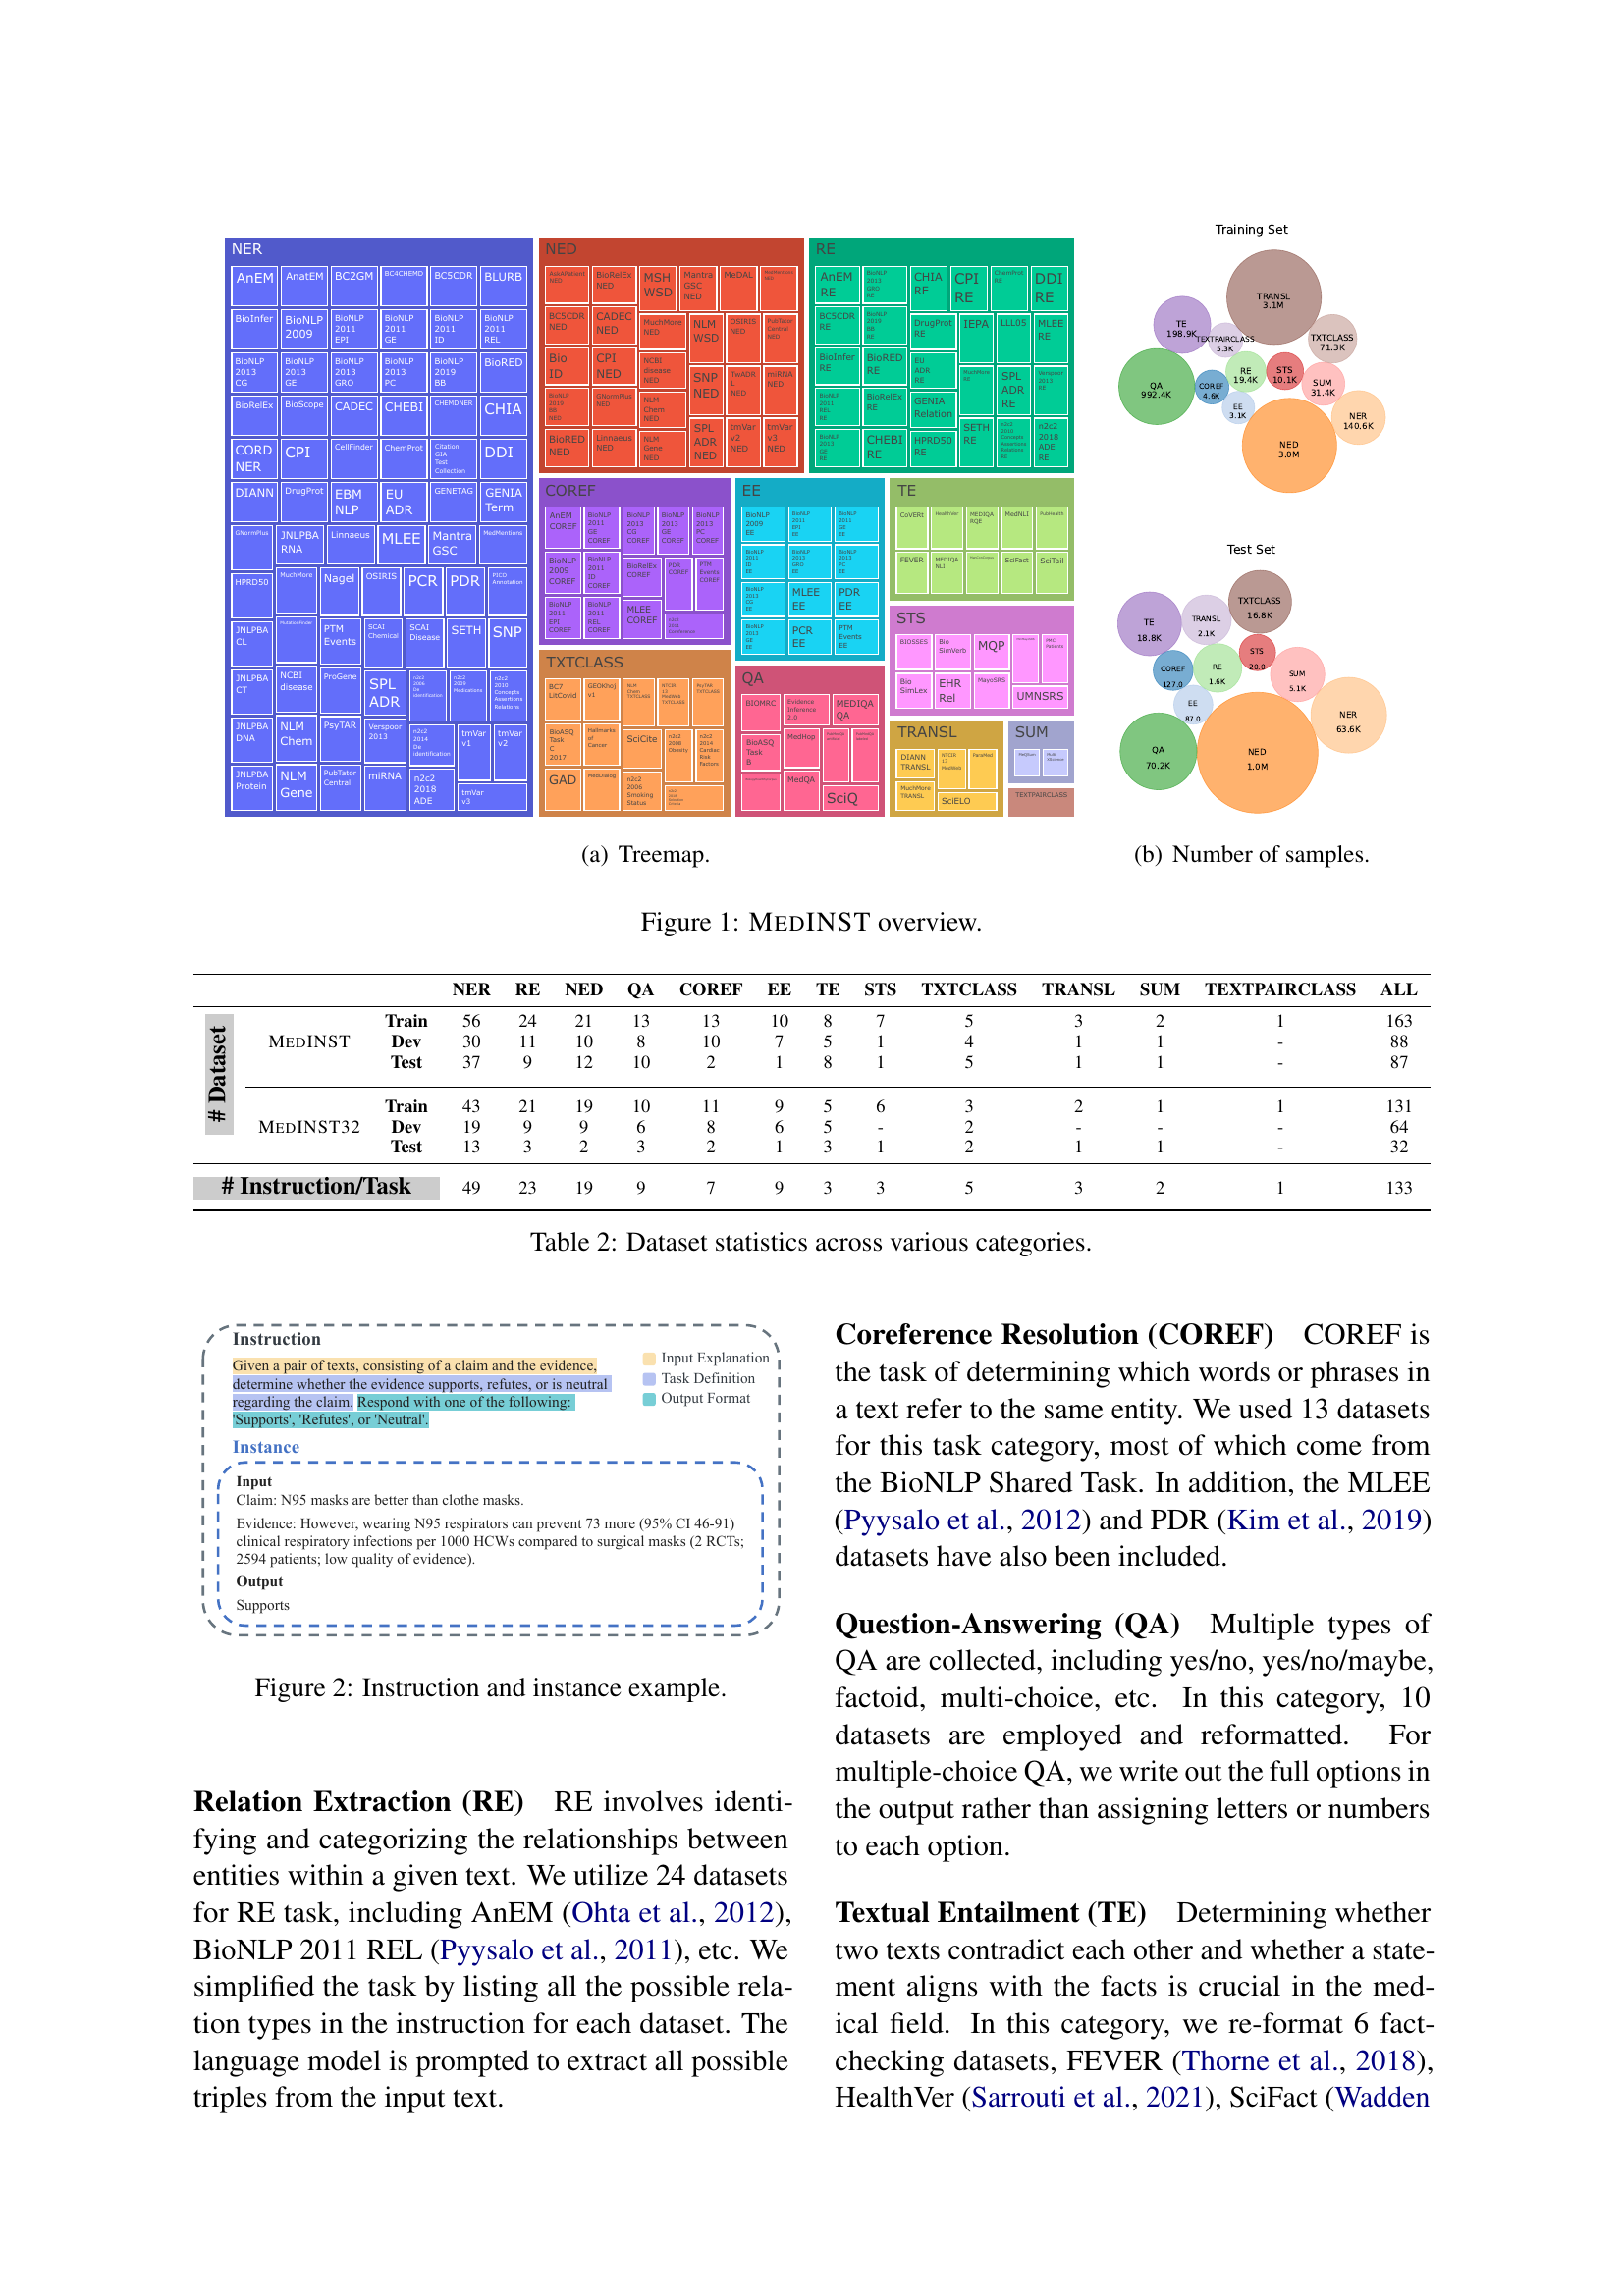 NER
AnEM AnatEM BC2GM BC4CHEMD BC5CDR BLURB
BioInfer BioNLP 2009 BioNLP 2011 EPI BioNLP 2011 GE BioNLP 2011 ID BioNLP 2011 REL
BioNLP 2013 CG BioNLP 2013 GE BioNLP 2013 GRO BioNLP 2013 PC BioNLP 2019 BB BioRED
BioRelEx BioScope CADEC CHEBI CHEMDNER CHIA
CORD NER CPI CellFinder ChemProt Citation GIA Test Collection DDI
DIANN DrugProt EBM NLP EU ADR GENETAG GENIA Term
GNormPlus JNLPBA RNA Linnaeus MLEE Mantra GSC MedMentions
HPRD50 MuchMore Nagel OSIRIS PCR PDR PICO Annotation
JNLPBA CL PTM Events SCAI Chemical SCAI Disease SETH SNP
JNLPBA CT NCBI disease ProGene SPL ADR n2c2 2006 De identification n2c2 2009 Medications n2c2 2010 Concepts Assertions Relations
JNLPBA DNA NLM Chem PsyTAR Verspoor 2013 n2c2 2014 De identification tmVar v1 tmVar v2
JNLPBA Protein NLM Gene PubTator Central miRNA n2c2 2018 ADE tmVar v3
NED
AskAPatient NED BioRelEx NED MSH WSD Mantra GSC NED MeDAL
BC5CDR NED CADEC NED MuchMore NED NLM WSD OSIRIS NED PubTator Central NED
Bio ID CPI NED NCBI disease NED SNP NED TwADR L NED miRNA NED
BioNLP 2019 BB NED GNormPlus NED NLM Chem NED
BioRED NED Linnaeus NED NLM Gene NED SPL ADR NED tmVar v2 NED tmVar v3 NED
RE
AnEM RE BioNLP 2013 GRO RE CHIA RE CPI RE ChemProt RE DDI RE
BC5CDR RE BioNLP 2019 BB RE DrugProt RE IEPA LLL05 MLEE RE
BioInfer RE BioRED RE EU ADR RE MuchMore RE SPL ADR RE Verspoor 2013 RE
BioNLP 2011 REL RE BioRelEx RE GENIA Relation
BioNLP 2013 GE RE CHEBI RE HPRD50 RE SETH RE n2c2 2010 Concepts Assertions Relations RE n2c2 2018 ADE RE
COREF
AnEM COREF BioNLP 2011 GE COREF BioNLP 2013 CG COREF BioNLP 2013 GE COREF BioNLP 2013 PC COREF
BioNLP 2009 COREF BioNLP 2011 ID COREF BioRelEx COREF PDR COREF PTM Events COREF
BioNLP 2011 EPI COREF BioNLP 2011 REL COREF MLEE COREF
EE
BioNLP 2009 EE BioNLP 2011 EPI EE BioNLP 2011 GE EE
BioNLP 2011 ID EE BioNLP 2013 GRO EE BioNLP 2013 PC EE
BioNLP 2013 CG EE MLEE EE PDR EE
BioNLP 2013 GE EE PCR EE PTM Events EE
TE
CoVERt HealthVer MEDIQA RQE MedNLI PubHealth
FEVER MEDIQA NLI SciFact SciTail
STS
BIOSSES Bio SimVerb MQP
Bio SimLex EHR Rel MayoSRS UMNSRS
TXTCLASS
BC7 LitCovid GEOKhoj v1 NLM Chem TXTCLASS NTCIR 13 MedWeb TXTCLASS PsyTAR TXTCLASS
BioASQ Task C 2017 Hallmarks of Cancer SciCite n2c2 2008 Obesity n2c2 2014 Cardiac Risk Factors
GAD MedDialog n2c2 2006 Smoking Status
QA
BIOMRC Evidence Inference 2.0 MEDIQA QA
BioASQ Task B MedHop
MedQA SciQ
TRANSL
DIANN TRANSL NTCIR 13 MedWeb ParaMed
MuchMore TRANSL SciELO
SUM
TEXTPAIRCLASS
Training Set
TRANSL
3.1M
TE
198.9K
TEXTPAIRCLASS
5.3K
TXTCLASS
71.3K
QA
992.4K
COREF
4.6K
RE
19.4K
STS
10.1K
SUM
31.4K
EE
3.1K
NER
140.6K
NED
3.0M
Test Set
TXTCLASS
16.8K
TE
18.8K
TRANSL
2.1K
STS
20.0
COREF
127.0
RE
1.6K
SUM
5.1K
EE
87.0
NER
63.6K
QA
70.2K
NED
1.0M
(a) Treemap.
(b) Number of samples.
Figure 1: MEDINST overview.
NER RE NED QA COREF EE TE STS TXTCLASS TRANSL SUM TEXTPAIRCLASS ALL
# Dataset
MEDINST
Train 56 24 21 13 13 10 8 7 5 3 2 1 163
Dev 30 11 10 8 10 7 5 1 4 1 1 - 88
Test 37 9 12 10 2 1 8 1 5 1 1 - 87
MEDINST32
Train 43 21 19 10 11 9 5 6 3 2 1 1 131
Dev 19 9 9 6 8 6 5 - 2 - - - 64
Test 13 3 2 3 2 1 3 1 2 1 1 - 32
# Instruction/Task 49 23 19 9 7 9 3 3 5 3 2 1 133
Table 2: Dataset statistics across various categories.
Instruction
Given a pair of texts, consisting of a claim and the evidence,
determine whether the evidence supports, refutes, or is neutral
regarding the claim. Respond with one of the following:
'Supports', 'Refutes', or 'Neutral'.
Input Explanation
Task Definition
Output Format
Instance
Input
Claim: N95 masks are better than clothe masks.
Evidence: However, wearing N95 respirators can prevent 73 more (95% CI 46-91)
clinical respiratory infections per 1000 HCWs compared to surgical masks (2 RCTs;
2594 patients; low quality of evidence).
Output
Supports
Figure 2: Instruction and instance example.
Relation Extraction (RE) RE involves identi-
fying and categorizing the relationships between
entities within a given text. We utilize 24 datasets
for RE task, including AnEM (Ohta et al., 2012),
BioNLP 2011 REL (Pyysalo et al., 2011), etc. We
simplified the task by listing all the possible rela-
tion types in the instruction for each dataset. The
language model is prompted to extract all possible
triples from the input text.
Coreference Resolution (COREF) COREF is
the task of determining which words or phrases in
a text refer to the same entity. We used 13 datasets
for this task category, most of which come from
the BioNLP Shared Task. In addition, the MLEE
(Pyysalo et al., 2012) and PDR (Kim et al., 2019)
datasets have also been included.
Question-Answering (QA) Multiple types of
QA are collected, including yes/no, yes/no/maybe,
factoid, multi-choice, etc. In this category, 10
datasets are employed and reformatted. For
multiple-choice QA, we write out the full options in
the output rather than assigning letters or numbers
to each option.
Textual Entailment (TE) Determining whether
two texts contradict each other and whether a state-
ment aligns with the facts is crucial in the med-
ical field. In this category, we re-format 6 fact-
checking datasets, FEVER (Thorne et al., 2018),
HealthVer (Sarrouti et al., 2021), SciFact (Wadden